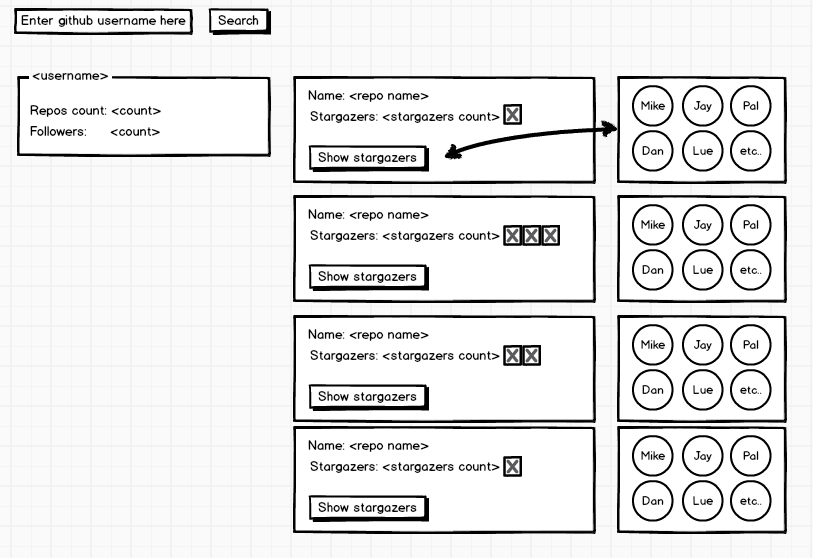 Enter github username here
Search
<username>
Repos count: <count>
Followers: <count>
Name: <repo name>
Stargazers: <stargazers count>
Show stargazers
Mike Jay Pal
Dan Lue etc..
Name: <repo name>
Stargazers: <stargazers count>
Show stargazers
Mike Jay Pal
Dan Lue etc..
Name: <repo name>
Stargazers: <stargazers count>
Show stargazers
Mike Jay Pal
Dan Lue etc..
Name: <repo name>
Stargazers: <stargazers count>
Show stargazers
Mike Jay Pal
Dan Lue etc..